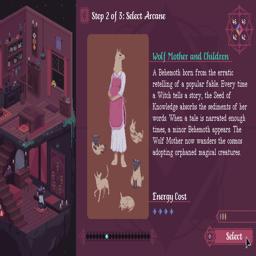 Step 2 of 3: Select Arcane
Wolf Mother and Children
A Behemoth born from the erratic
retelling of a popular fable. Every time
a Witch tells a story, the Seed of
Knowledge absorbs the sediments of her
words. When a tale is narrated enough
times, a minor Behemoth appears. The
Wolf Mother now wanders the cosmos
adopting orphaned magical creatures.
Energy Cost
Select